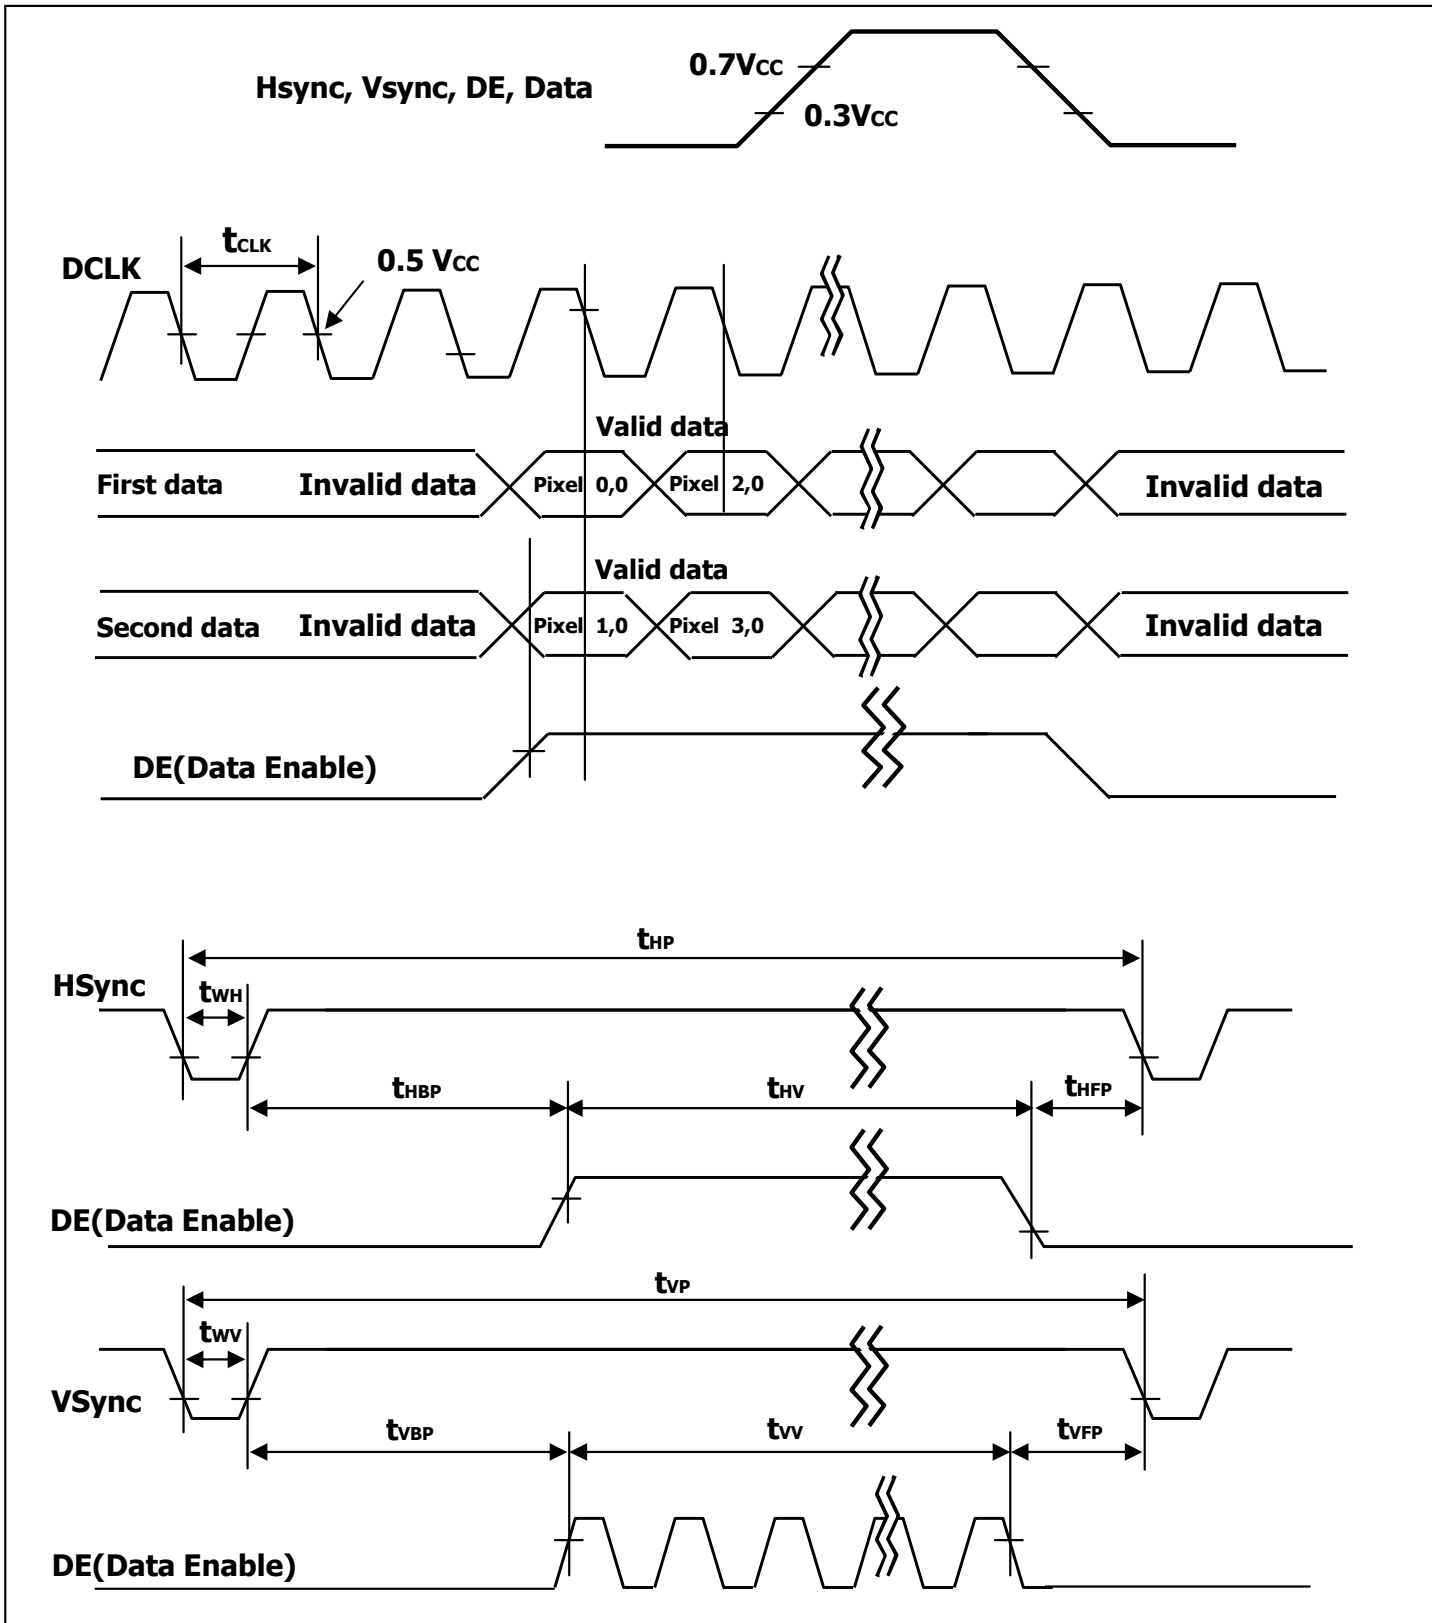 0.7VCC
Hsync, Vsync, DE, Data
0.3VCC
tCLK
DCLK
0.5 VCC
Valid data
First data Invalid data Pixel 0,0 Pixel 2,0 Invalid data
Valid data
Second data Invalid data Pixel 1,0 Pixel 3,0 Invalid data
DE(Data Enable)
tHP
HSync
tWH
tHBP tHV tHFP
DE(Data Enable)
tVP
tWV
VSync
tVBP tVV tVFP
DE(Data Enable)